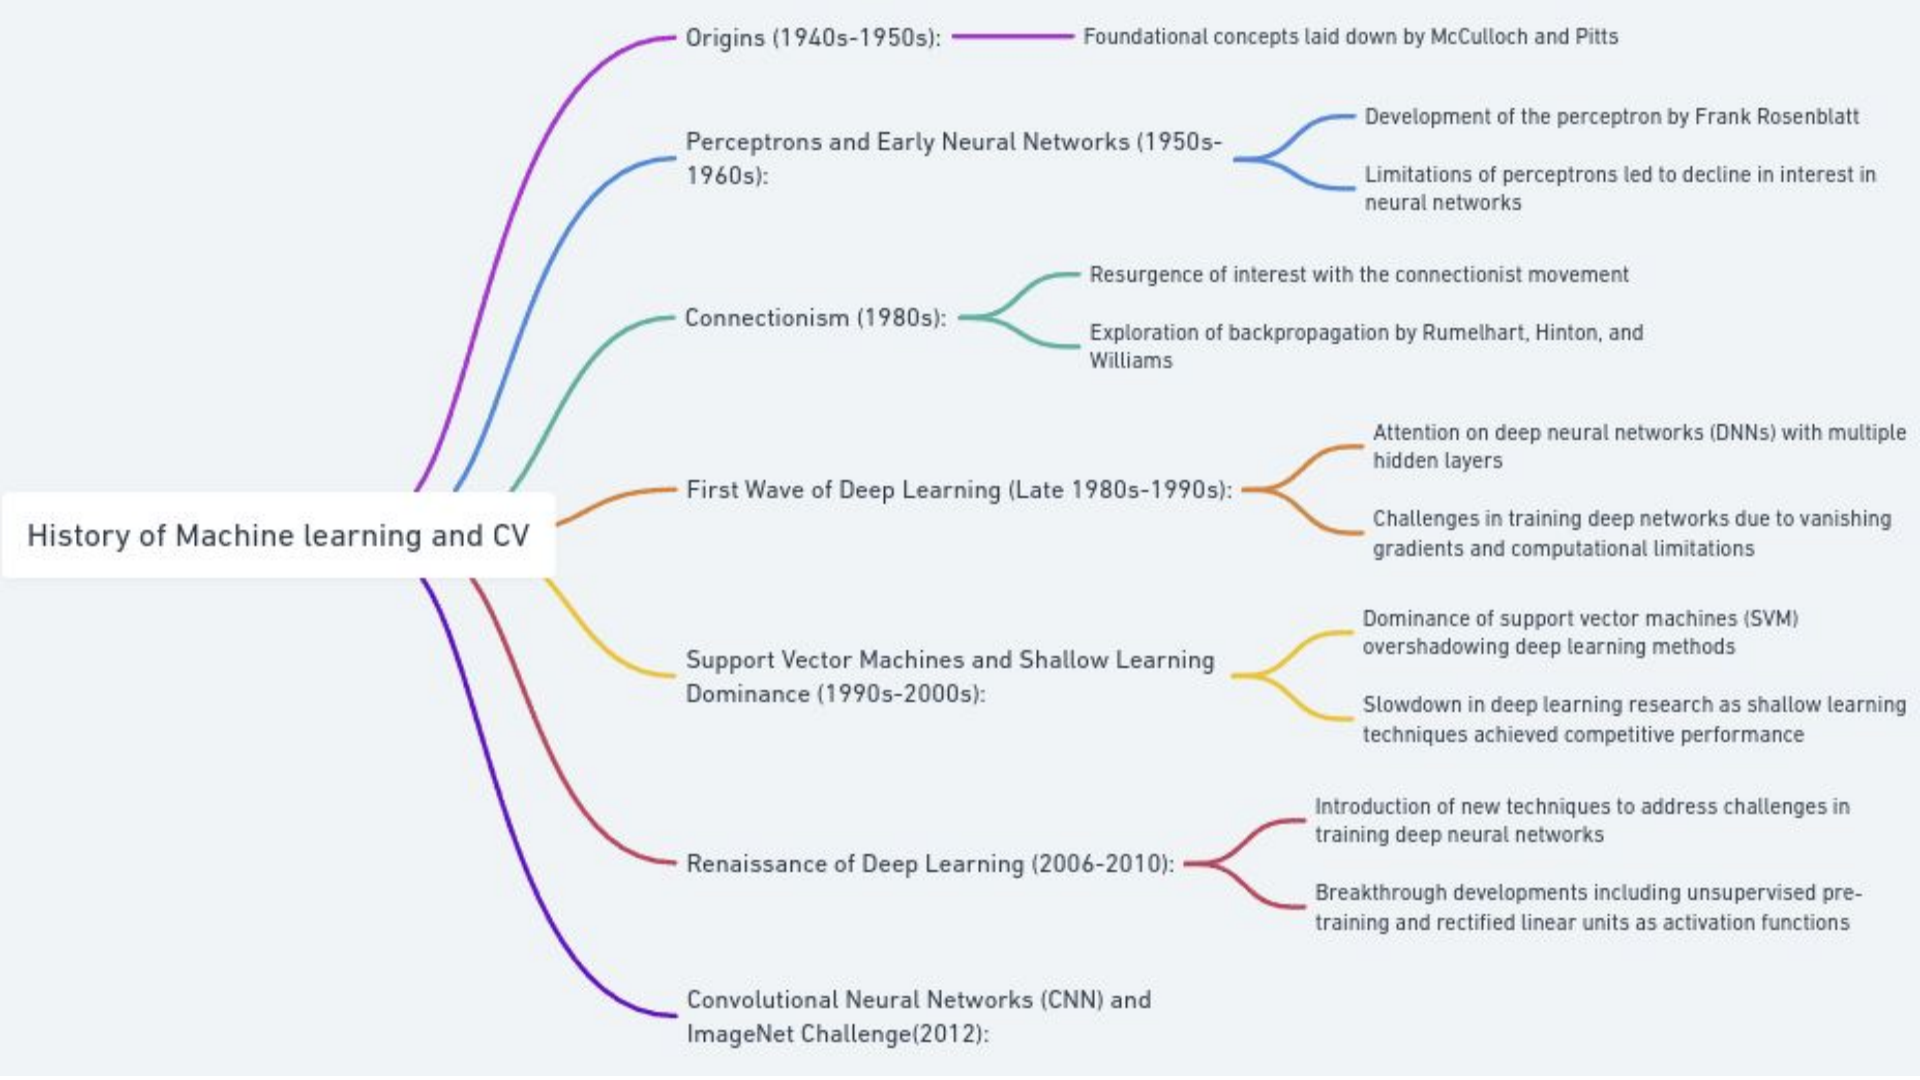 Origins (1940s-1950s):
Foundational concepts laid down by McCulloch and Pitts
Perceptrons and Early Neural Networks (1950s-
1960s):
Development of the perceptron by Frank Rosenblatt
Limitations of perceptrons led to decline in interest in
neural networks
Connectionism (1980s):
Resurgence of interest with the connectionist movement
Exploration of backpropagation by Rumelhart, Hinton, and
Williams
First Wave of Deep Learning (Late 1980s-1990s):
Attention on deep neural networks (DNNs) with multiple
hidden layers
Challenges in training deep networks due to vanishing
gradients and computational limitations
History of Machine learning and CV
Support Vector Machines and Shallow Learning
Dominance (1990s-2000s):
Dominance of support vector machines (SVM)
overshadowing deep learning methods
Slowdown in deep learning research as shallow learning
techniques achieved competitive performance
Renaissance of Deep Learning (2006-2010):
Introduction of new techniques to address challenges in
training deep neural networks
Breakthrough developments including unsupervised pre-
training and rectified linear units as activation functions
Convolutional Neural Networks (CNN) and
ImageNet Challenge(2012):